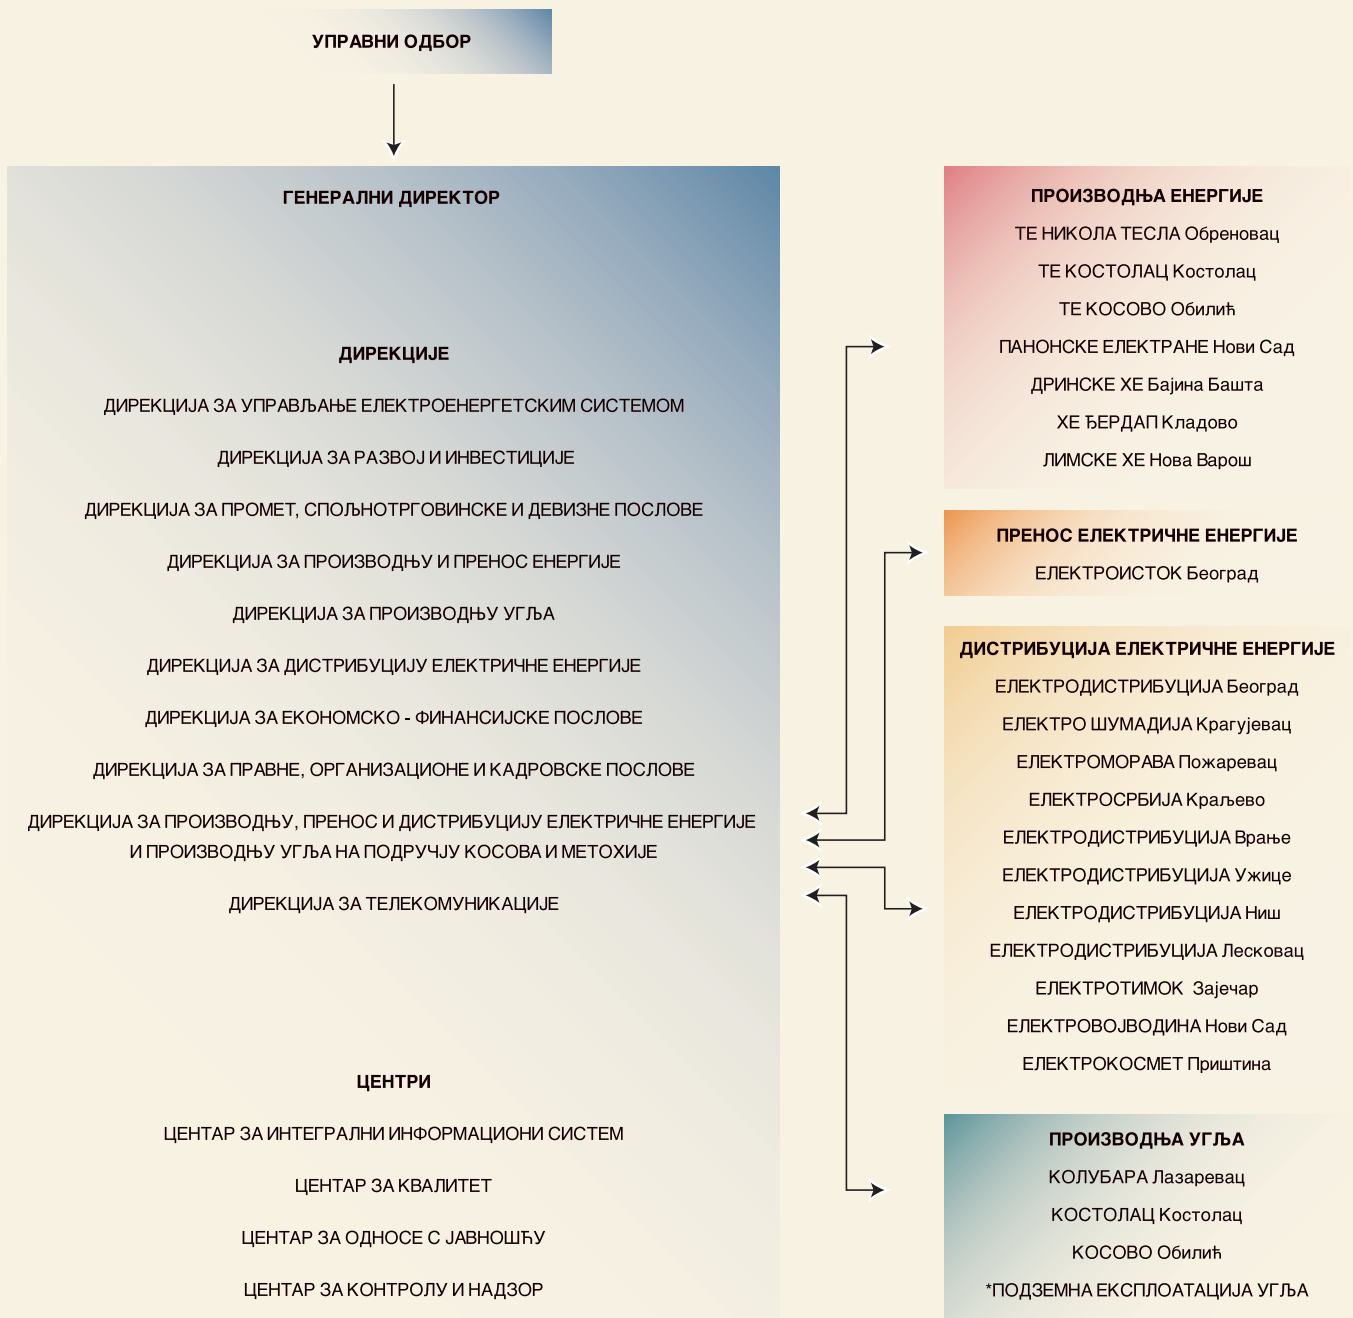 УПРАВНИ ОДБОР
ГЕНЕРАЛНИ ДИРЕКТОР
ДИРЕКЦИЈЕ
ДИРЕКЦИЈА ЗА УПРАВЉАЊЕ ЕЛЕКТРОЕНЕРГЕТСКИМ СИСТЕМОМ
ДИРЕКЦИЈА ЗА РАЗВОЈ И ИНВЕСТИЦИЈЕ
ДИРЕКЦИЈА ЗА ПРОМЕТ, СПОЉНОТРГОВИНСКЕ И ДЕВИЗНЕ ПОСЛОВЕ
ДИРЕКЦИЈА ЗА ПРОИЗВОДЊУ И ПРЕНОС ЕНЕРГИЈЕ
ДИРЕКЦИЈА ЗА ПРОИЗВОДЊУ УГЉА
ДИРЕКЦИЈА ЗА ДИСТРИБУЦИЈУ ЕЛЕКТРИЧНЕ ЕНЕРГИЈЕ
ДИРЕКЦИЈА ЗА ЕКОНОМСКО - ФИНАНСИЈСКЕ ПОСЛОВЕ
ДИРЕКЦИЈА ЗА ПРАВНЕ, ОРГАНИЗАЦИОНЕ И КАДРОВСКЕ ПОСЛОВЕ
ДИРЕКЦИЈА ЗА ПРОИЗВОДЊУ, ПРЕНОС И ДИСТРИБУЦИЈУ ЕЛЕКТРИЧНЕ ЕНЕРГИЈЕ
И ПРОИЗВОДЊУ УГЉА НА ПОДРУЧЈУ КОСОВА И МЕТОХИЈЕ
ДИРЕКЦИЈА ЗА ТЕЛЕКОМУНИКАЦИЈЕ
ЦЕНТРИ
ЦЕНТАР ЗА ИНТЕГРАЛНИ ИНФОРМАЦИОНИ СИСТЕМ
ЦЕНТАР ЗА КВАЛИТЕТ
ЦЕНТАР ЗА ОДНОСЕ С ЈАВНОШЋУ
ЦЕНТАР ЗА КОНТРОЛУ И НАДЗОР
ПРОИЗВОДЊА ЕНЕРГИЈЕ
ТЕ НИКОЛА ТЕСЛА Обреновац
ТЕ КОСТОЛАЦ Костолац
ТЕ КОСОВО Обилић
ПАНОНСКЕ ЕЛЕКТРАНЕ Нови Сад
ДРИНСКЕ ХЕ Бајина Башта
ХЕ ЂЕРДАП Кладово
ЛИМСКЕ ХЕ Нова Варош
ПРЕНОС ЕЛЕКТРИЧНЕ ЕНЕРГИЈЕ
ЕЛЕКТРОИСТОК Београд
ДИСТРИБУЦИЈА ЕЛЕКТРИЧНЕ ЕНЕРГИЈЕ
ЕЛЕКТРОДИСТРИБУЦИЈА Београд
ЕЛЕКТРО ШУМАДИЈА Крагујевац
ЕЛЕКТРОМОРАВА Пожаревац
ЕЛЕКТРОСРБИЈА Краљево
ЕЛЕКТРОДИСТРИБУЦИЈА Врање
ЕЛЕКТРОДИСТРИБУЦИЈА Ужице
ЕЛЕКТРОДИСТРИБУЦИЈА Ниш
ЕЛЕКТРОДИСТРИБУЦИЈА Лесковац
ЕЛЕКТРОТИМОК Зајечар
ЕЛЕКТРОВОЈВОДИНА Нови Сад
ЕЛЕКТРОКОСМЕТ Приштина
ПРОИЗВОДЊА УГЉА
КОЛУБАРА Лазаревац
КОСТОЛАЦ Костолац
КОСОВО Обилић
*ПОДЗЕМНА ЕКСПЛОАТАЦИЈА УГЉА